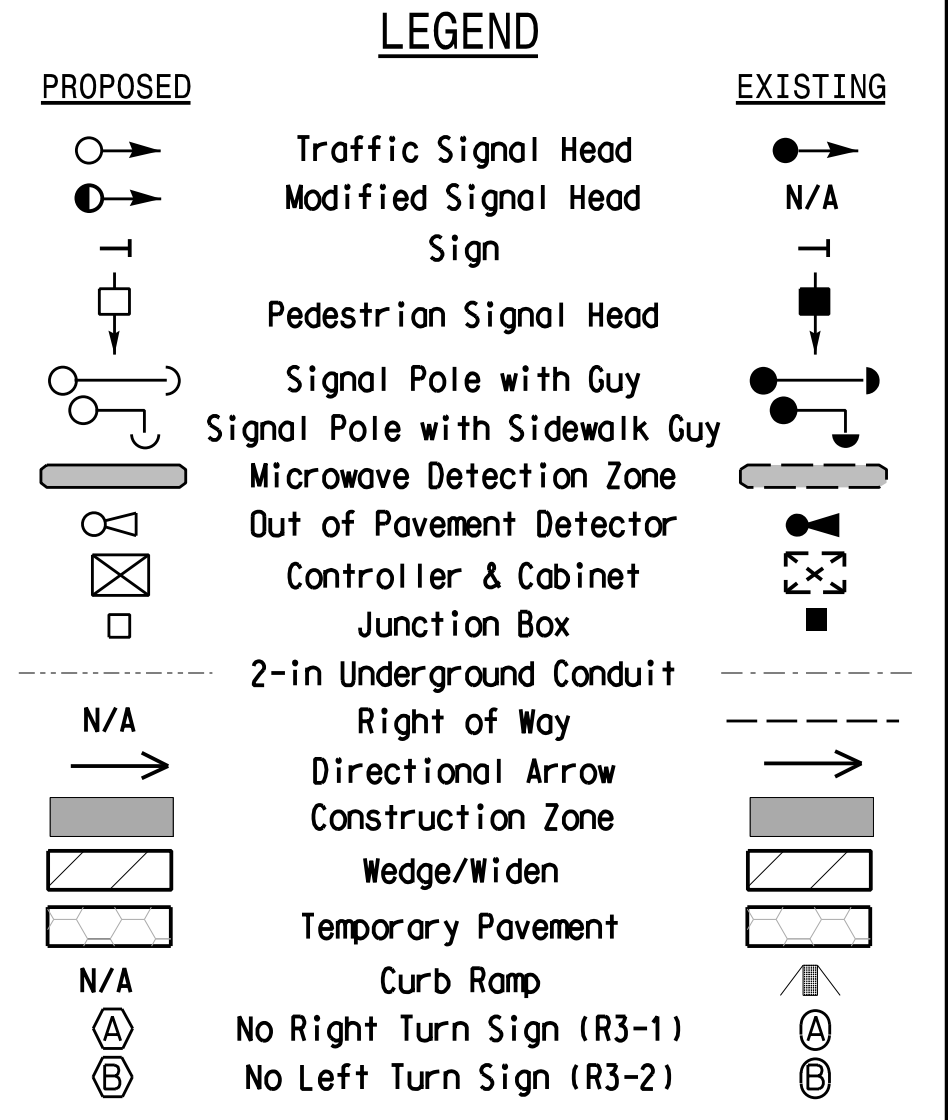 LEGEND
PROPOSED EXISTING
Traffic Signal Head
Modified Signal Head N/A
Sign
Pedestrian Signal Head
Signal Pole with Guy
Signal Pole with Sidewalk Guy
Microwave Detection Zone
Out of Pavement Detector
Controller & Cabinet
Junction Box
2-in Underground Conduit
N/A Right of Way
Directional Arrow
Construction Zone
Wedge/Widen
Temporary Pavement
N/A Curb Ramp
A No Right Turn Sign (R3-1) A
B No Left Turn Sign (R3-2) B